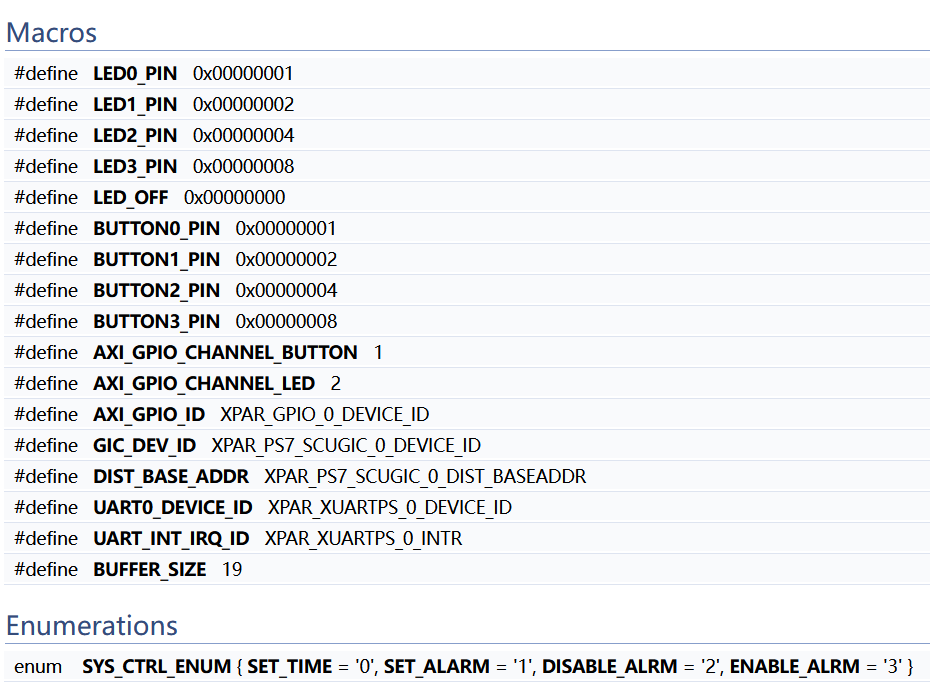 Macros
#define LED0_PIN 0x00000001
#define LED1_PIN 0x00000002
#define LED2_PIN 0x00000004
#define LED3_PIN 0x00000008
#define LED_OFF 0x00000000
#define BUTTON0_PIN 0x00000001
#define BUTTON1_PIN 0x00000002
#define BUTTON2_PIN 0x00000004
#define BUTTON3_PIN 0x00000008
#define AXI_GPIO_CHANNEL_BUTTON 1
#define AXI_GPIO_CHANNEL_LED 2
#define AXI_GPIO_ID XPAR_GPIO_0_DEVICE_ID
#define GIC_DEV_ID XPAR_PS7_SCUGIC_0_DEVICE_ID
#define DIST_BASE_ADDR XPAR_PS7_SCUGIC_0_DIST_BASEADDR
#define UART0_DEVICE_ID XPAR_XUARTPS_0_DEVICE_ID
#define UART_INT_IRQ_ID XPAR_XUARTPS_0_INTR
#define BUFFER_SIZE 19
Enumerations
enum SYS_CTRL_ENUM { SET_TIME = '0', SET_ALARM = '1', DISABLE_ALRM = '2', ENABLE_ALRM = '3' }